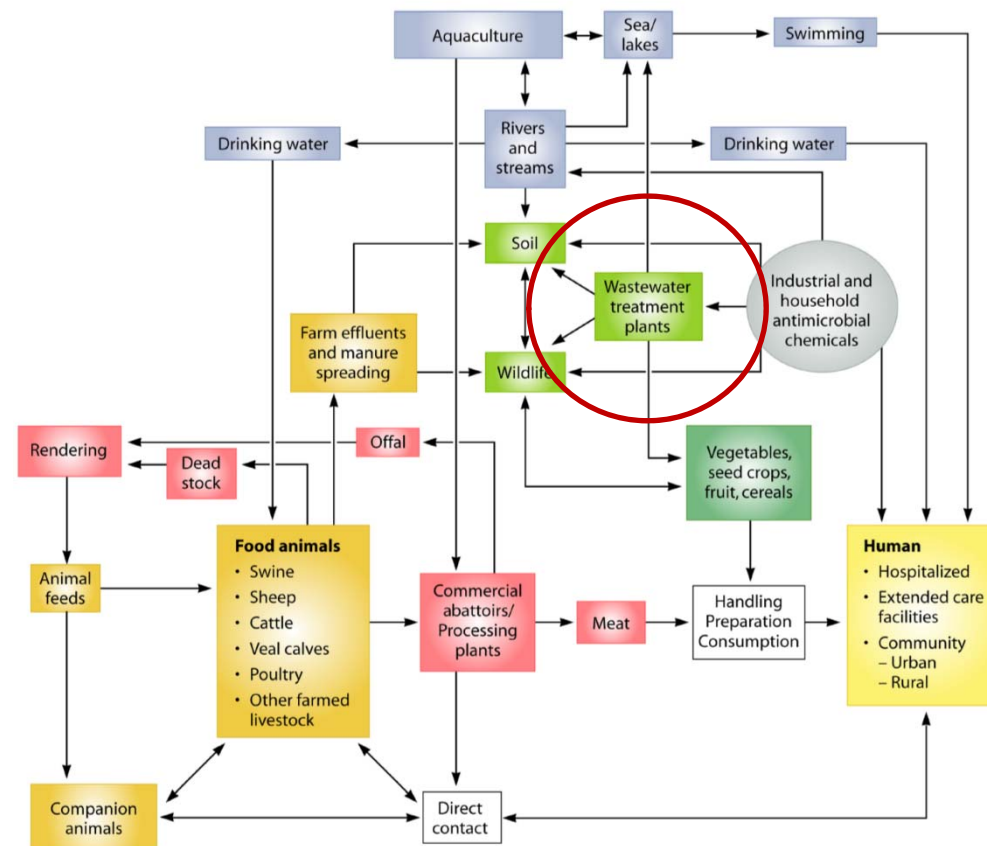 Aquaculture
Sea/
lakes
Swimming
Drinking water
Rivers
and
streams
Drinking water
Soil
Wastewater
treatment
plants
Industrial and
household
antimicrobial
chemicals
Farm effluents
and manure
spreading
Wildlife
Rendering
Offal
Dead
stock
Vegetables,
seed crops,
fruit, cereals
Animal
feeds
Food animals
• Swine
• Sheep
• Cattle
• Veal calves
• Poultry
• Other farmed
livestock
Commercial
abattoirs/
Processing
plants
Meat
Handling
Preparation
Consumption
Human
• Hospitalized
• Extended care
facilities
• Community
– Urban
– Rural
Companion
animals
Direct
contact